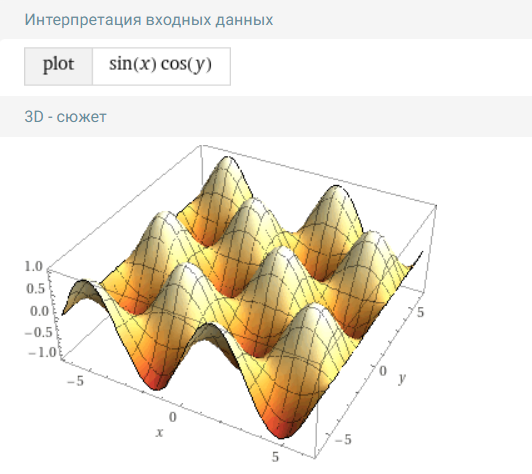 Интерпретация входных данных
plot sin(x) cos(y)
3D - сюжет
1.0
0.5
0.0
−0.5
−1.0
−5
0
5
x
5
0
−5
y